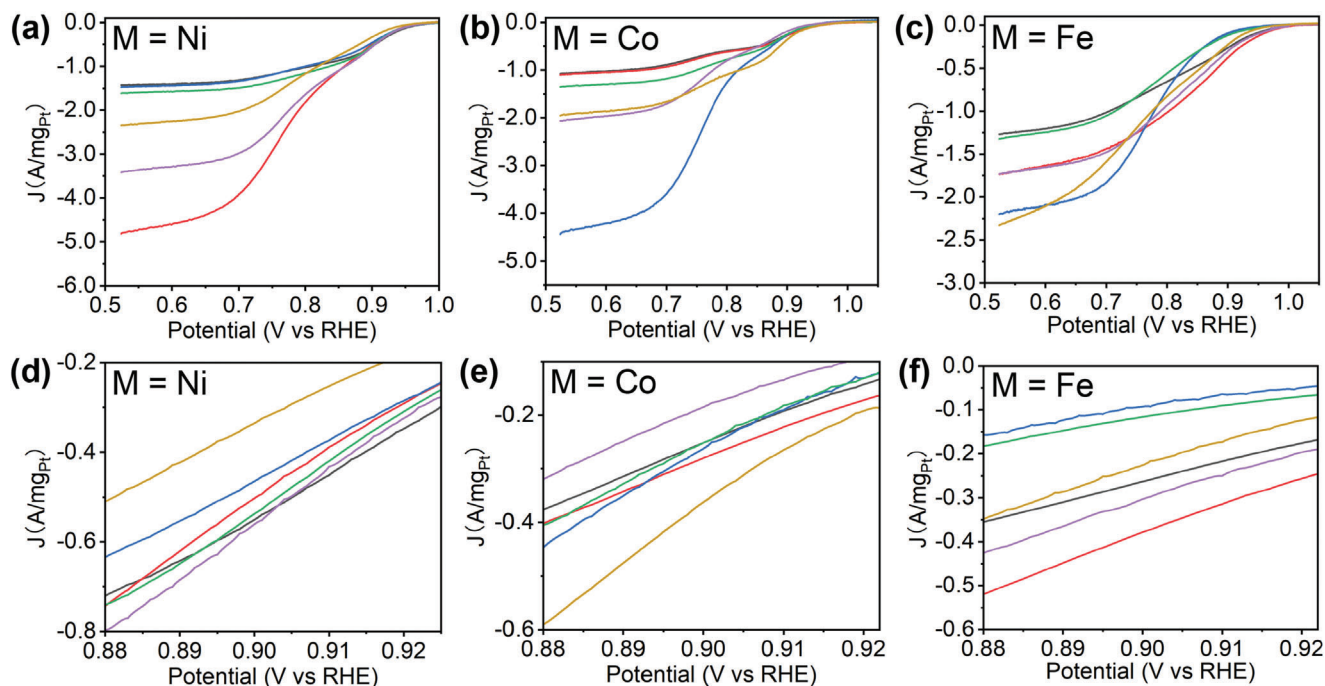 (a)
M = Ni
J（A/mgPt)
0.0
-1.0
-2.0
-3.0
-4.0
-5.0
-6.0
0.5 0.6 0.7 0.8 0.9 1.0
Potential (V vs RHE)
(b)
M = Co
J（A/mgPt)
0.0
-1.0
-2.0
-3.0
-4.0
-5.0
0.5 0.6 0.7 0.8 0.9 1.0
Potential (V vs RHE)
(c)
M = Fe
J（A/mgPt)
0.0
-0.5
-1.0
-1.5
-2.0
-2.5
-3.0
0.5 0.6 0.7 0.8 0.9 1.0
Potential (V vs RHE)
(d)
M = Ni
J（A/mgPt)
-0.2
-0.4
-0.6
-0.8
0.88 0.89 0.90 0.91 0.92
Potential (V vs RHE)
(e)
M = Co
J（A/mgPt)
-0.2
-0.4
-0.6
0.88 0.89 0.90 0.91 0.92
Potential (V vs RHE)
(f)
M = Fe
J（A/mgPt)
0.0
-0.1
-0.2
-0.3
-0.4
-0.5
-0.6
0.88 0.89 0.90 0.91 0.92
Potential (V vs RHE)